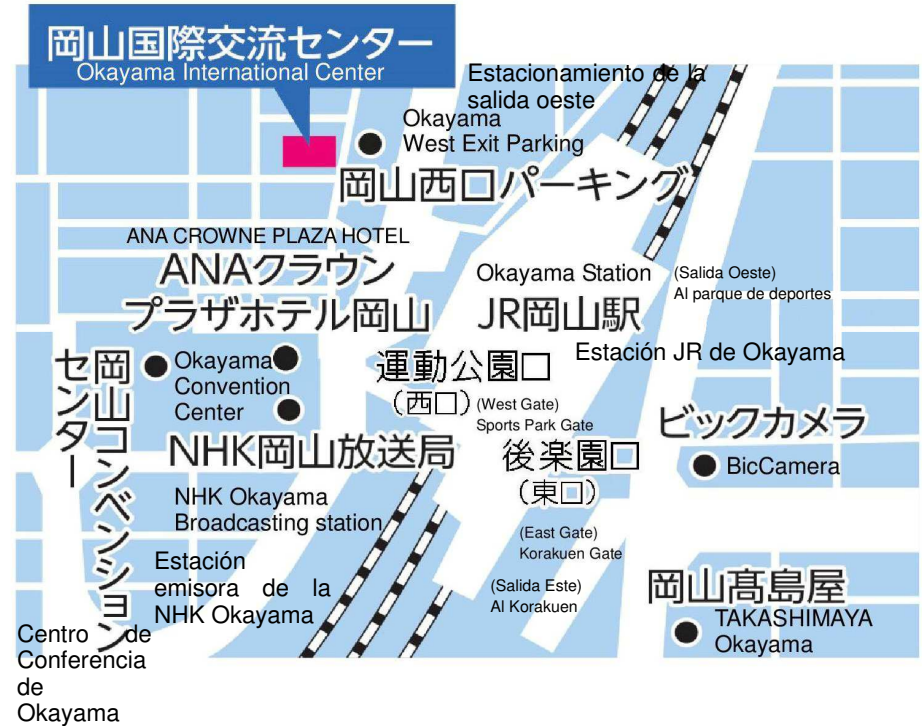 岡山国際交流センター
Okayama International Center
Estacionamiento de la
salida oeste
Okayama
West Exit Parking
岡山西口パーキング
ANA CROWNE PLAZA HOTEL
ANAクラウン
プラザホテル岡山
Okayama Station
JR岡山駅
(Salida Oeste)
Al parque de deportes
Estación JR de Okayama
運動公園口
(西口)
(West Gate)
Sports Park Gate
岡山コンベンション
センター
Okayama
Convention
Center
NHK岡山放送局
NHK Okayama
Broadcasting station
Estación
emisora de la
NHK Okayama
後楽園口
(東口)
(East Gate)
Korakuen Gate
(Salida Este)
Al Korakuen
ビックカメラ
BicCamera
岡山髙島屋
TAKASHIMAYA
Okayama
Centro de
Conferencia
de
Okayama